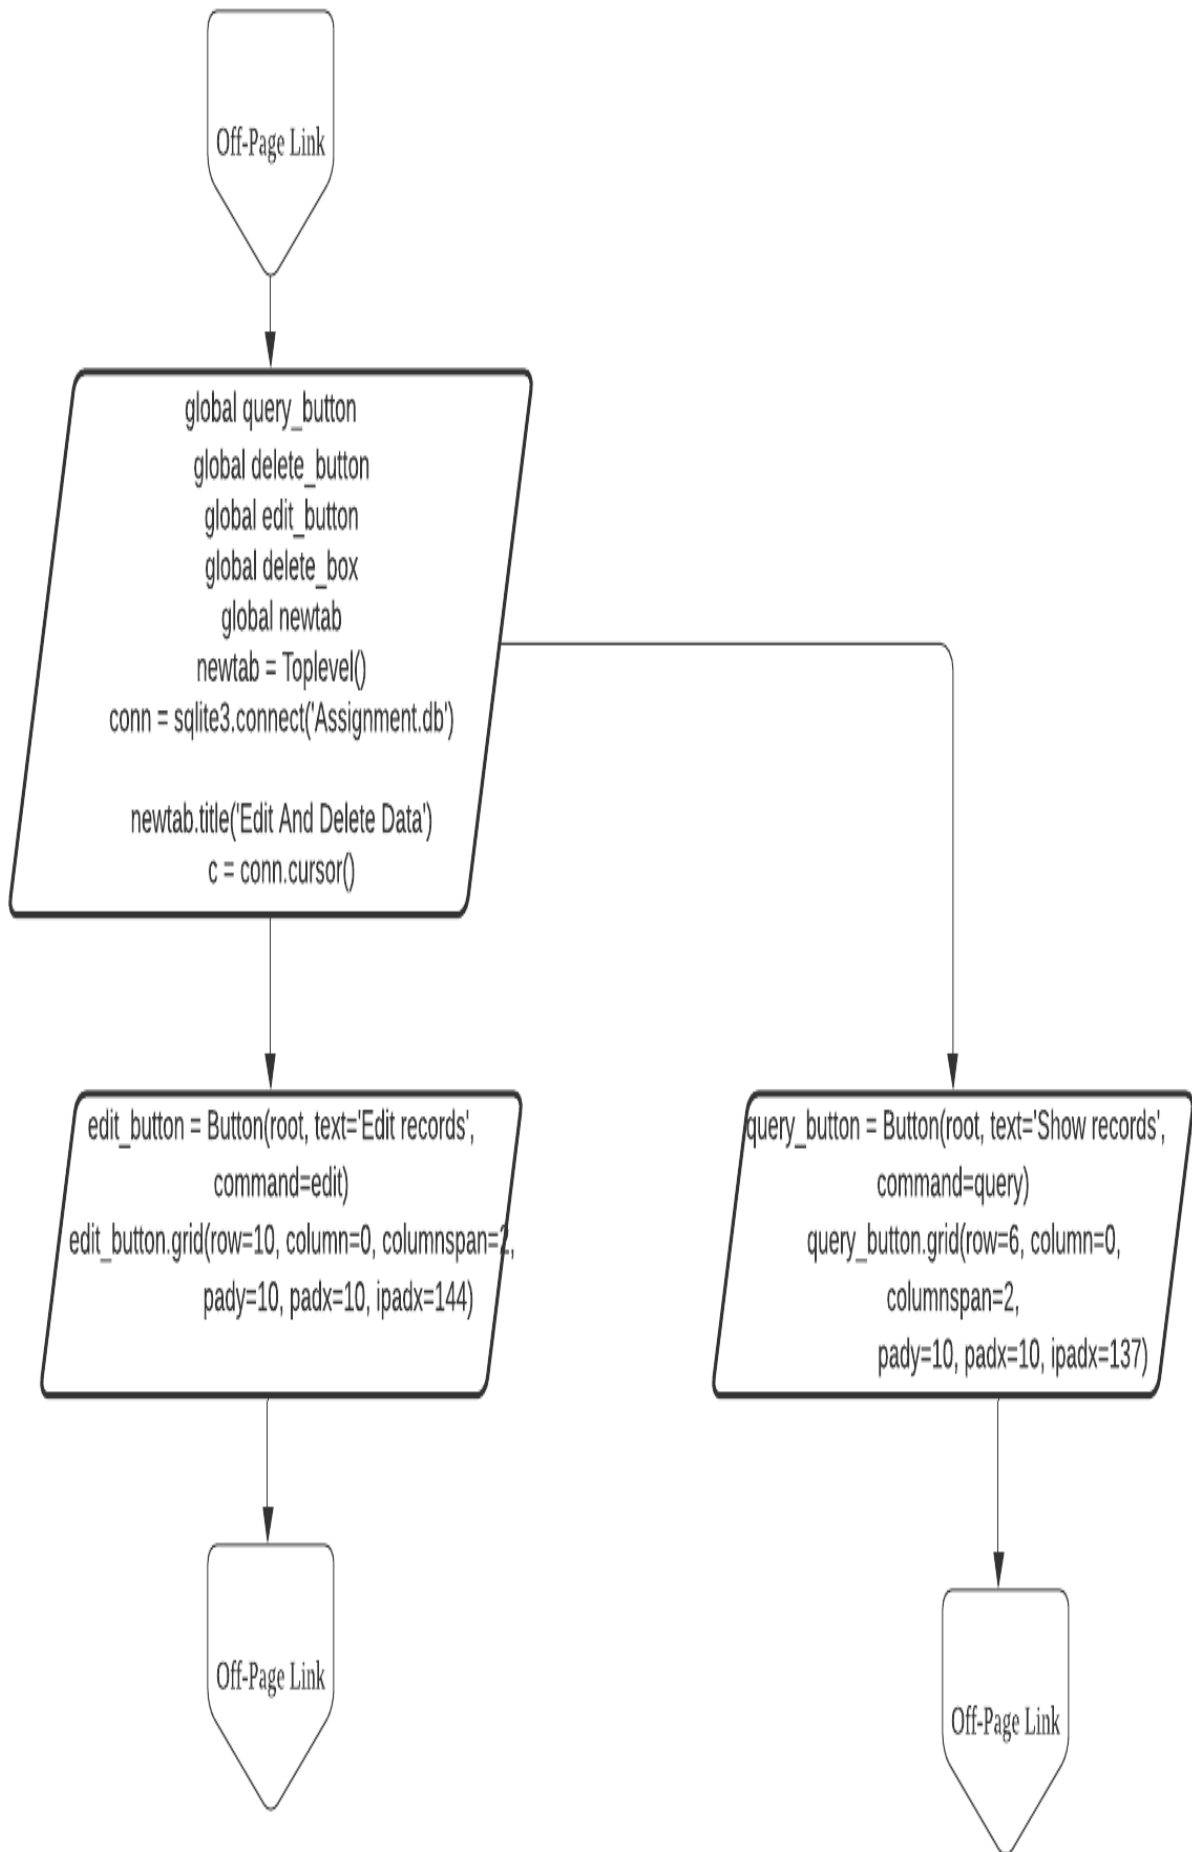 Off-Page Link
global query_button
global delete_button
global edit_button
global delete_box
global newtab
newtab = Toplevel()
conn = sqlite3.connect('Assignment.db')
newtab.title('Edit And Delete Data')
c = conn.cursor()
edit_button = Button(root, text='Edit records',
command=edit)
edit_button.grid(row=10, column=0, columnspan=2,
pady=10, padx=10, ipadx=144)
query_button = Button(root, text='Show records',
command=query)
query_button.grid(row=6, column=0,
columnspan=2,
pady=10, padx=10, ipadx=137)
Off-Page Link
Off-Page Link